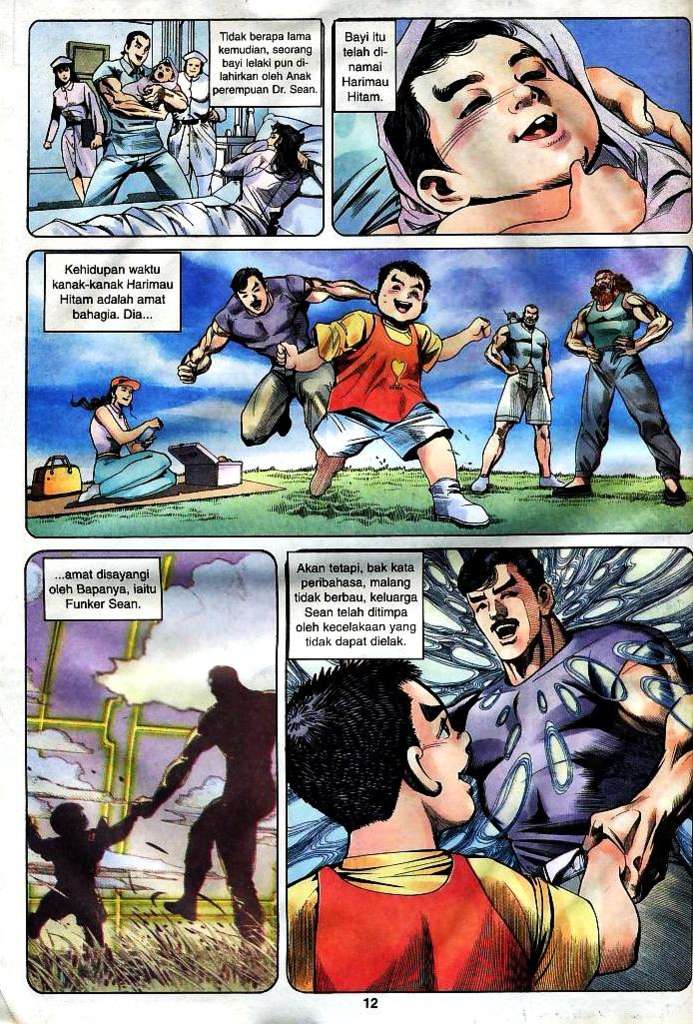 Tidak berapa lama
kemudian, seorang
bayi lelaki pun di-
lahirkan oleh Anak
perempuan Dr. Sean.
Bayi itu
telah di-
namai
Harimau
Hitam.
Kehidupan waktu
kanak-kanak Harimau
Hitam adalah amat
bahagia. Dia...
...amat disayangi
oleh Bapanya, iaitu
Funker Sean.
Akan tetapi, bak kata
peribahasa, malang
tidak berbau, keluarga
Sean telah ditimpa
oleh kecelakaan yang
tidak dapat dielak.
12